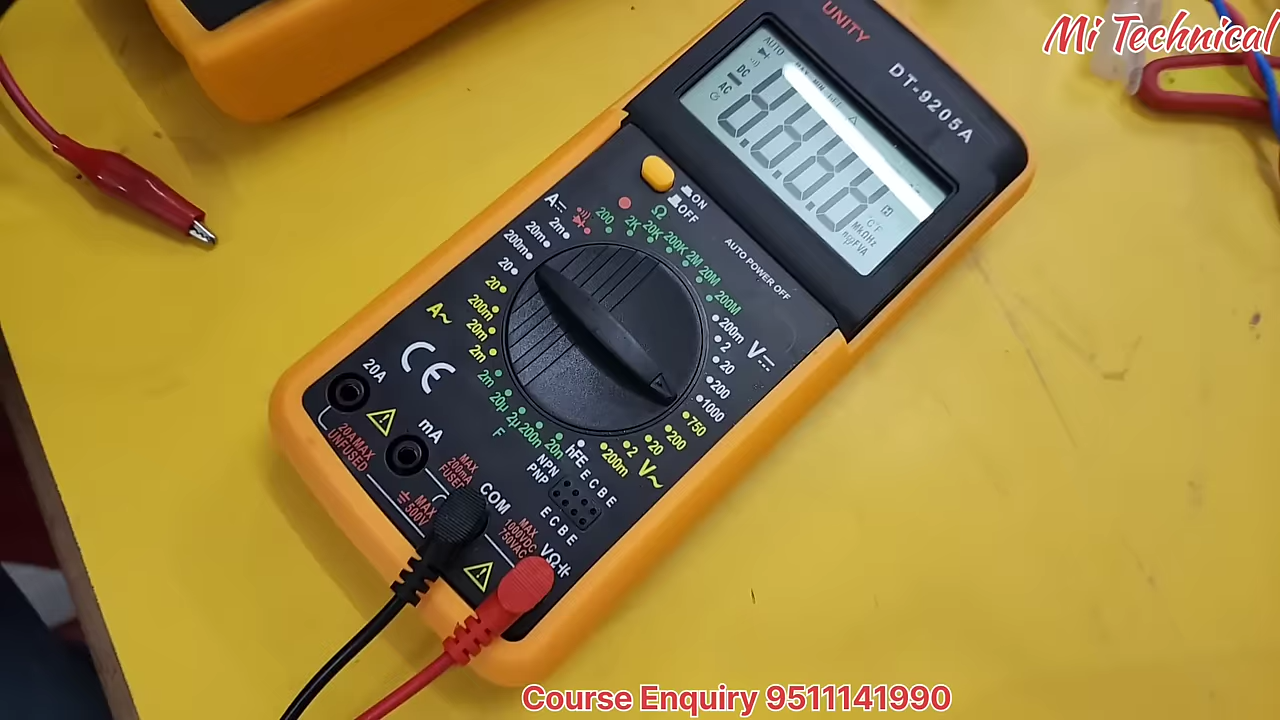 Mi Technical
UNITY
DT-9205A
AUTO
DC
AC
MAX MIN
°C°F
MkΩHz
ON
OFF
AUTO POWER OFF
Ω
200
2K
20K
200K
2M
20M
200M
V
200m
2
20
200
1000
750
200
20
2
200m
V~
hFE
20n
200n
2µ
20µ
2m
F
2m
20m
200m
20
A~
20
200m
20m
2m
A
CE
20A
20AMAX
UNFUSED
mA
MAX
200mA
FUSED
COM
MAX
500V
MAX
1000VDC
750VAC
VΩ
NPN
PNP
E C B E
E C B E
Course Enquiry 9511141990